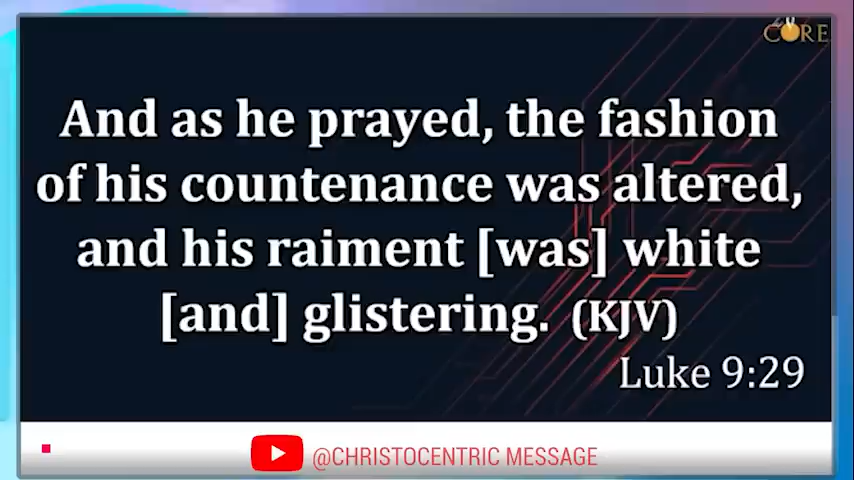 CORE
And as he prayed, the fashion
of his countenance was altered,
and his raiment [was] white
[and] glistering. (KJV)
Luke 9:29
@CHRISTOCENTRIC MESSAGE